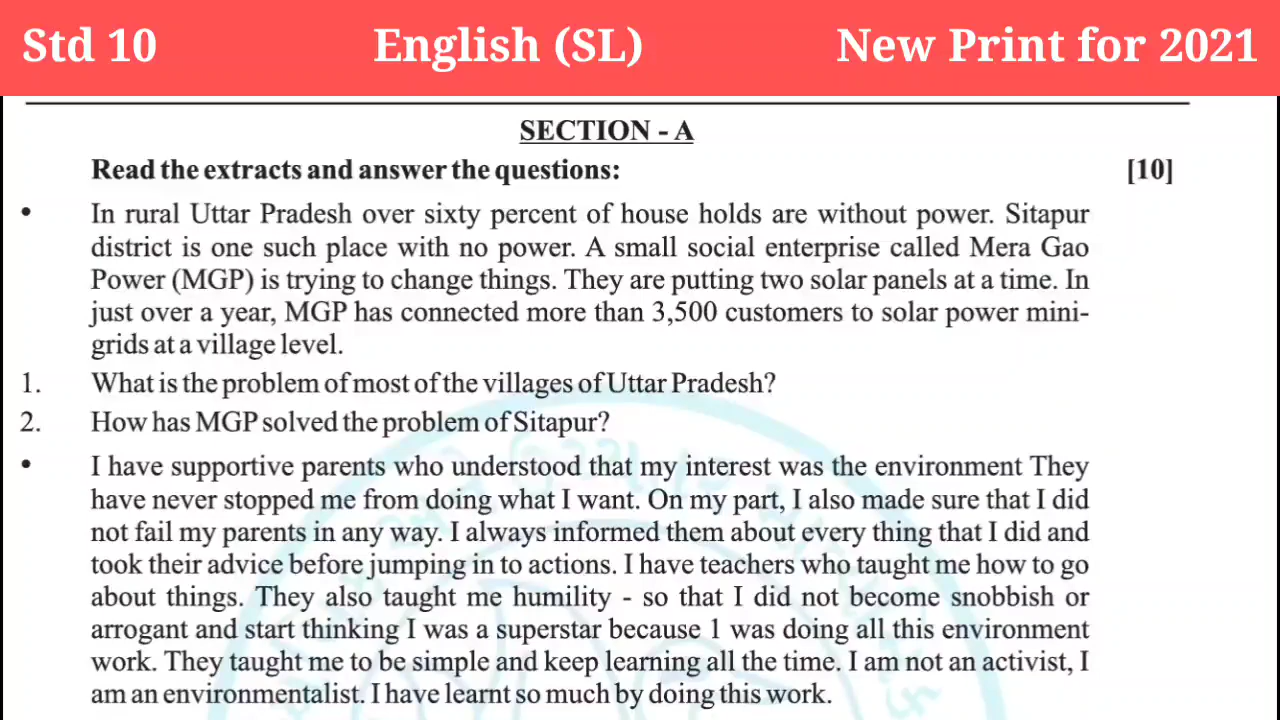 Std 10 English (SL) New Print for 2021
SECTION - A
Read the extracts and answer the questions: [10]
• In rural Uttar Pradesh over sixty percent of house holds are without power. Sitapur
district is one such place with no power. A small social enterprise called Mera Gao
Power (MGP) is trying to change things. They are putting two solar panels at a time. In
just over a year, MGP has connected more than 3,500 customers to solar power mini-
grids at a village level.
1. What is the problem of most of the villages of Uttar Pradesh?
2. How has MGP solved the problem of Sitapur?
• I have supportive parents who understood that my interest was the environment They
have never stopped me from doing what I want. On my part, I also made sure that I did
not fail my parents in any way. I always informed them about every thing that I did and
took their advice before jumping in to actions. I have teachers who taught me how to go
about things. They also taught me humility - so that I did not become snobbish or
arrogant and start thinking I was a superstar because 1 was doing all this environment
work. They taught me to be simple and keep learning all the time. I am not an activist, I
am an environmentalist. I have learnt so much by doing this work.